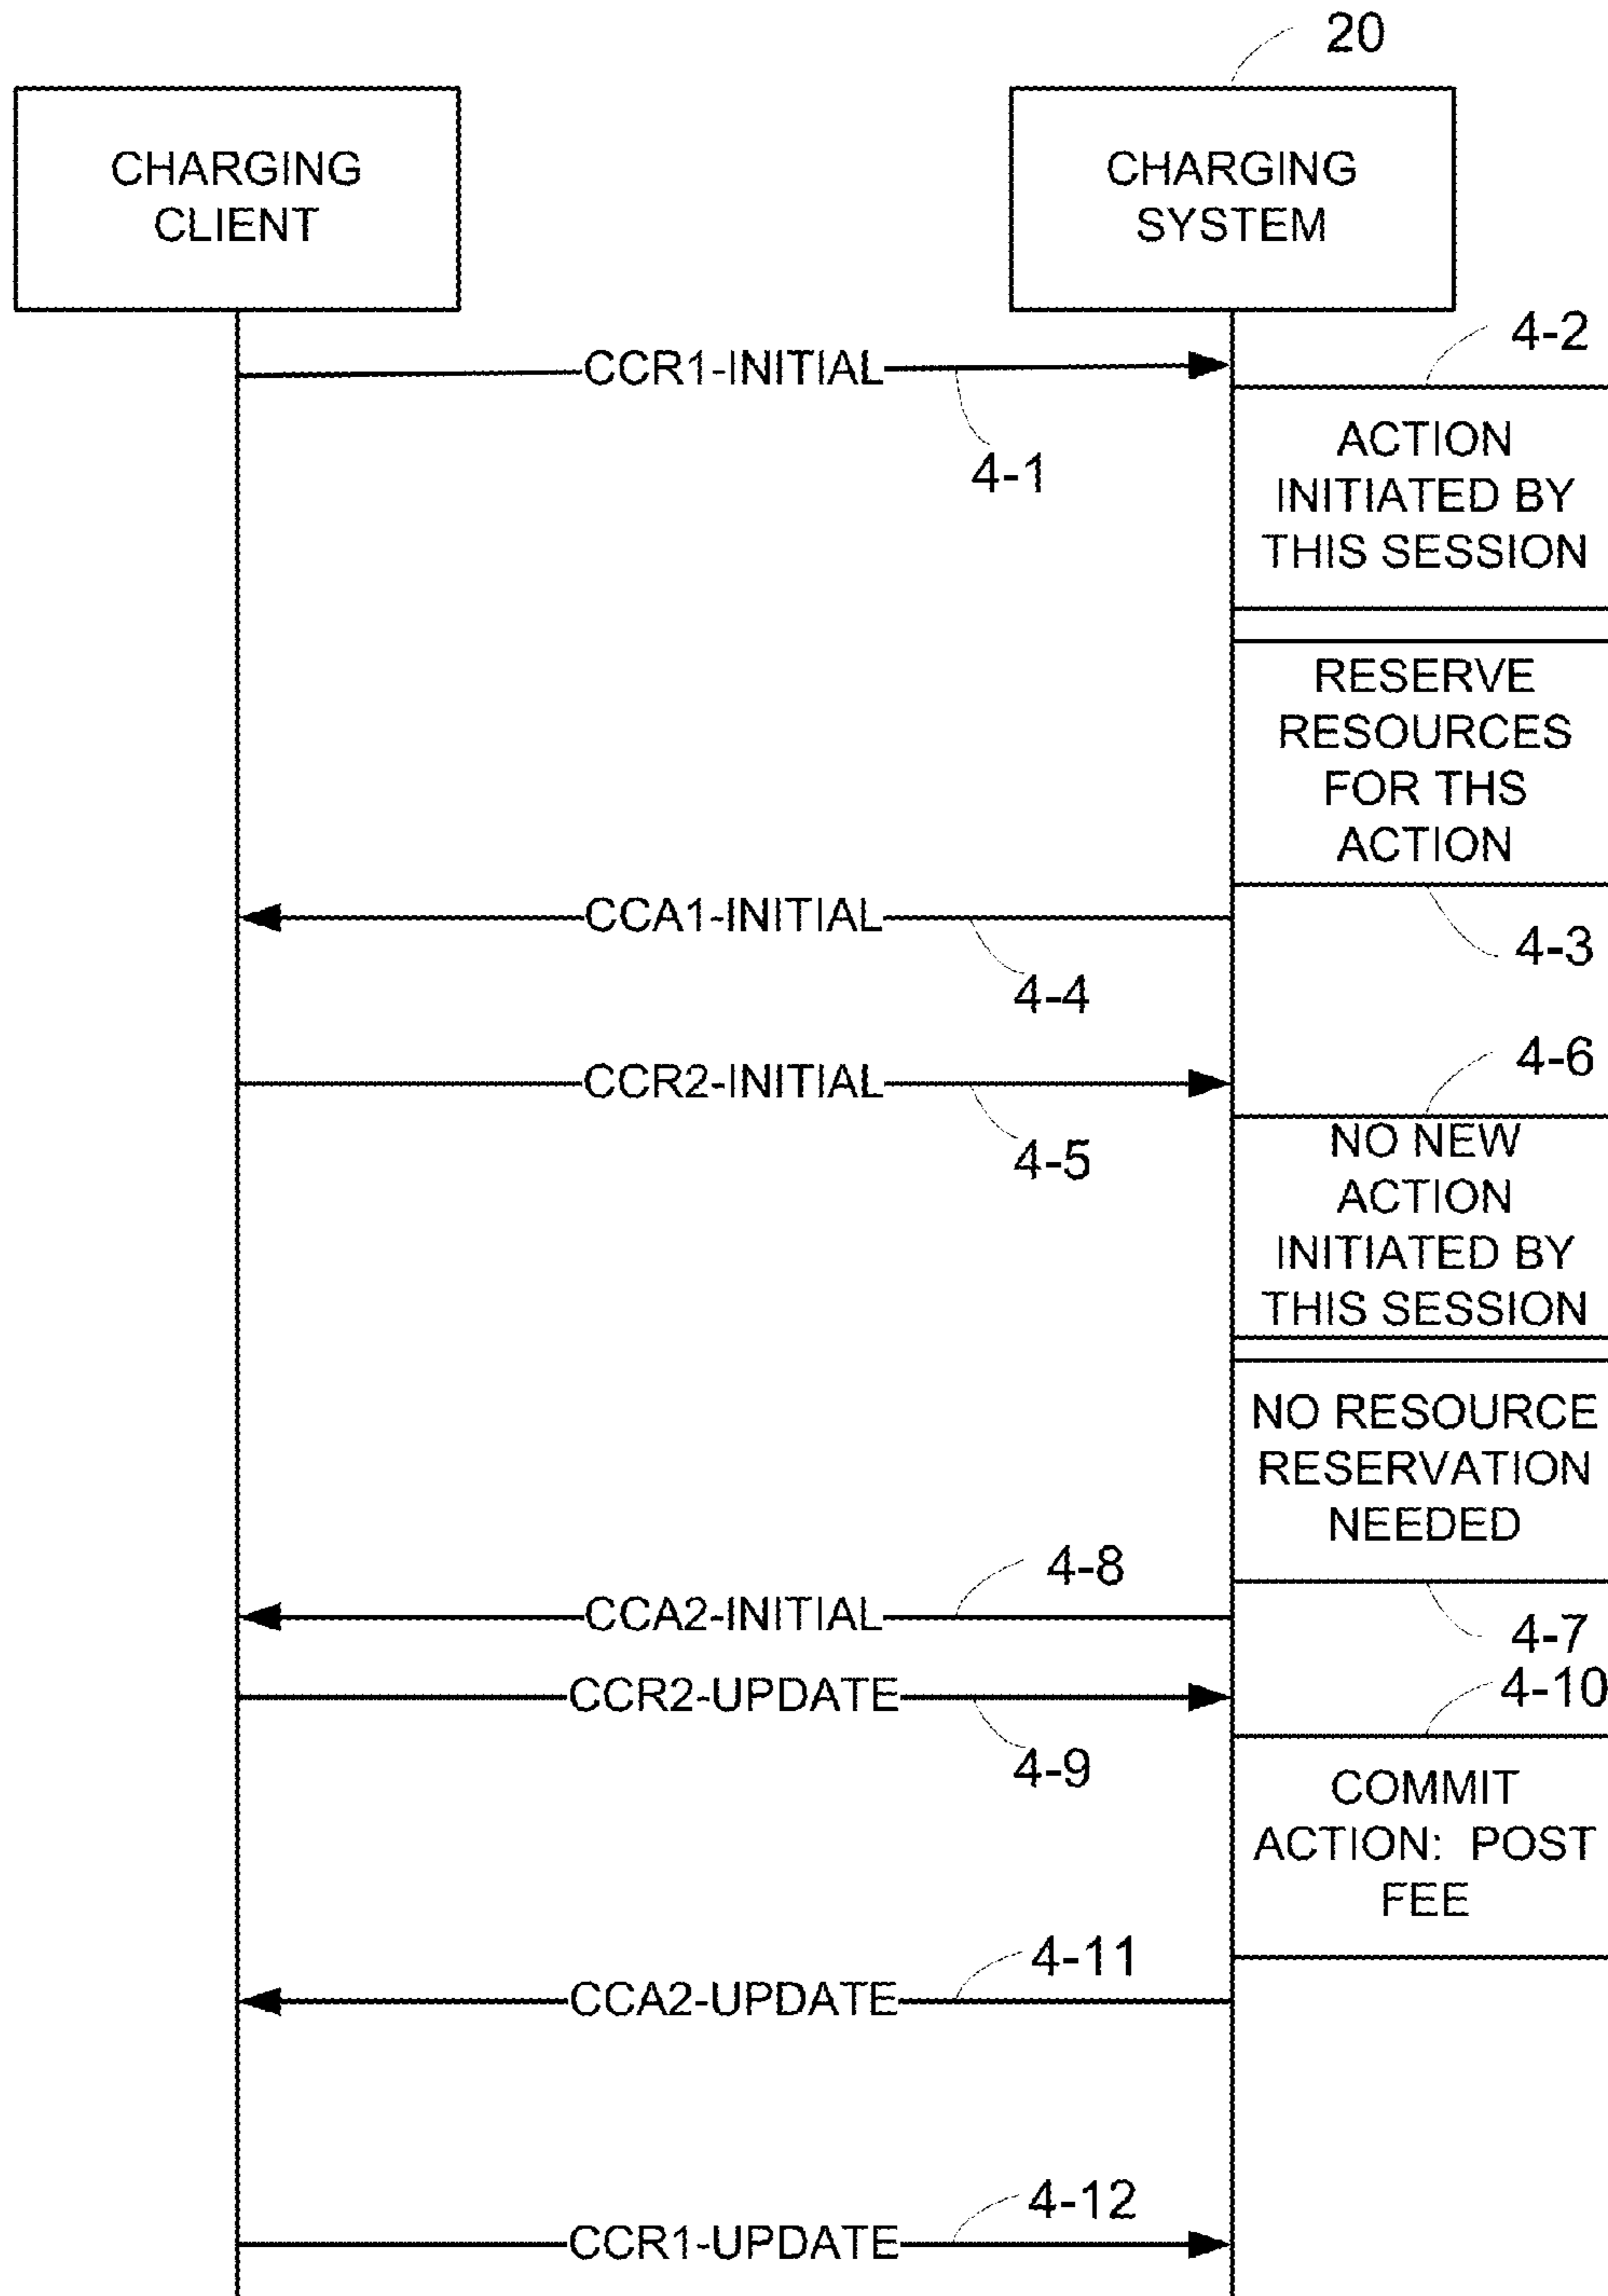 20
CHARGING
CLIENT
CHARGING
SYSTEM
4-2
CCR1-INITIAL
4-1
ACTION
INITIATED BY
THIS SESSION
RESERVE
RESOURCES
FOR THS
ACTION
CCA1-INITIAL
4-3
4-4
4-6
CCR2-INITIAL
4-5
NO NEW
ACTION
INITIATED BY
THIS SESSION
NO RESOURCE
RESERVATION
NEEDED
4-8
CCA2-INITIAL
4-7
4-10
CCR2-UPDATE
4-9
COMMIT
ACTION: POST
FEE
4-11
CCA2-UPDATE
4-12
CCR1-UPDATE